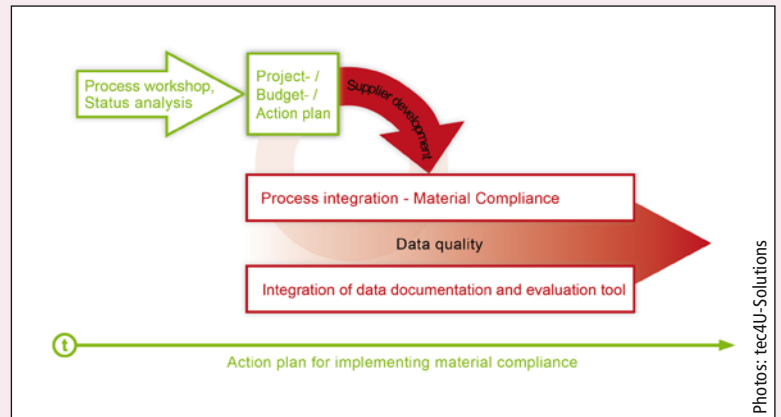 Process workshop,
Status analysis
Project- /
Budget- /
Action plan
Supplier development
Process integration - Material Compliance
Data quality
Integration of data documentation and evaluation tool
t
Action plan for implementing material compliance
Photos: tec4U-Solutions